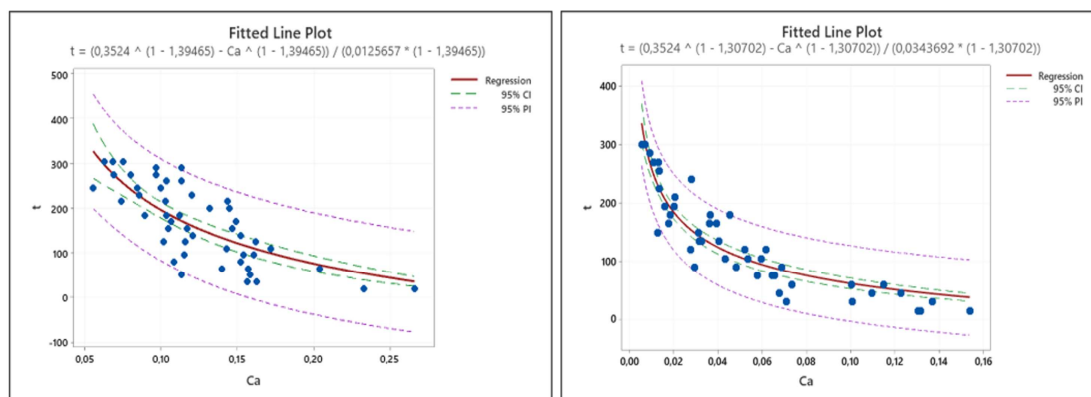 Fitted Line Plot
t = (0,3524 ^ (1 - 1,39465) - Ca ^ (1 - 1,39465)) / (0,0125657 * (1 - 1,39465))
500
400
300
200
100
0
-100
t
0,05 0,10 0,15 0,20 0,25
Ca
Regression
95% CI
95% PI
Fitted Line Plot
t = (0,3524 ^ (1 - 1,30702) - Ca ^ (1 - 1,30702)) / (0,0343692 * (1 - 1,30702))
400
300
200
100
0
t
0,00 0,02 0,04 0,06 0,08 0,10 0,12 0,14 0,16
Ca
Regression
95% CI
95% PI